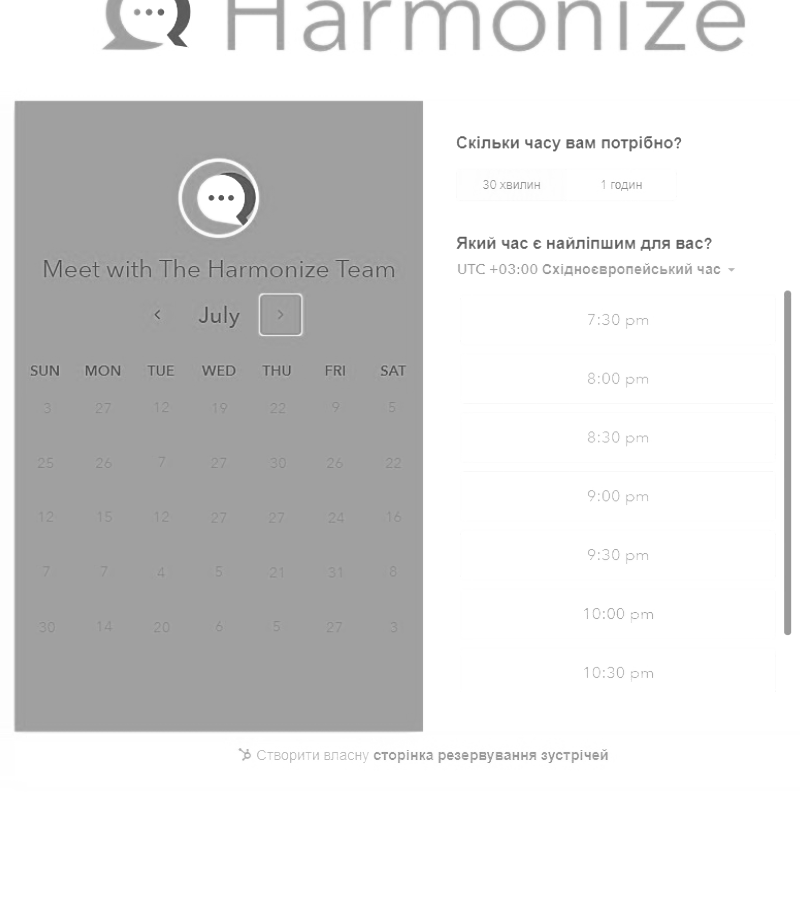 Harmonize
Meet with The Harmonize Team
July
SUN MON TUE WED THU FRI SAT
3 27 12 19 22 9 5
25 26 7 27 30 26 22
12 15 12 27 27 24 16
7 7 4 5 21 31 8
30 14 20 6 5 27 3
Скільки часу вам потрібно?
30 хвилин 1 годин
Який час є найліпшим для вас?
UTC +03:00 Східноєвропейський час
7:30 pm
8:00 pm
8:30 pm
9:00 pm
9:30 pm
10:00 pm
10:30 pm
Створити власну сторінка резервування зустрічей